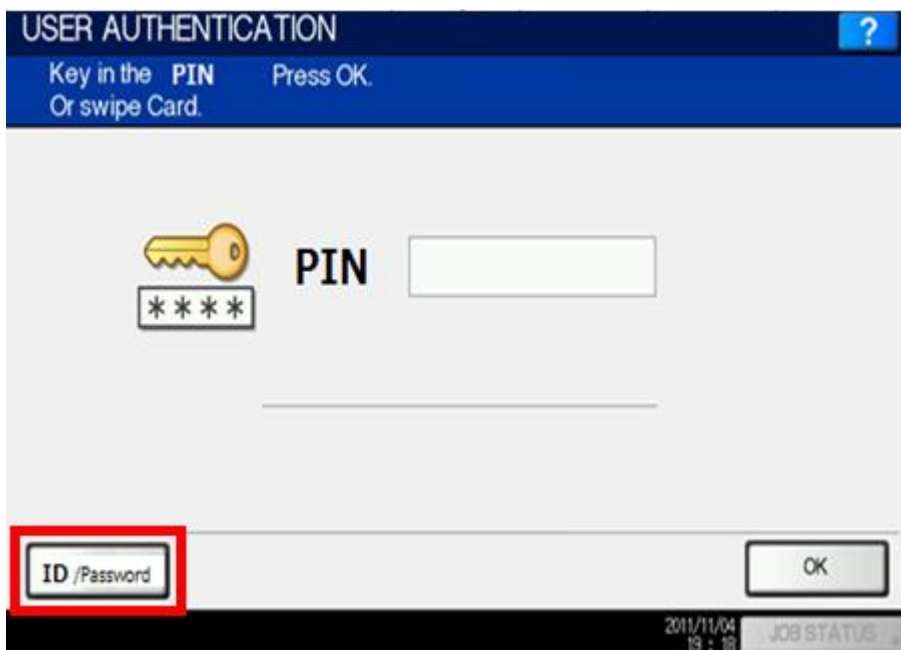 USER AUTHENTICATION
?
Key in the PIN Press OK.
Or swipe Card.
PIN
****
ID /Password
OK
2011/11/04
19 : 18
JOB STATUS